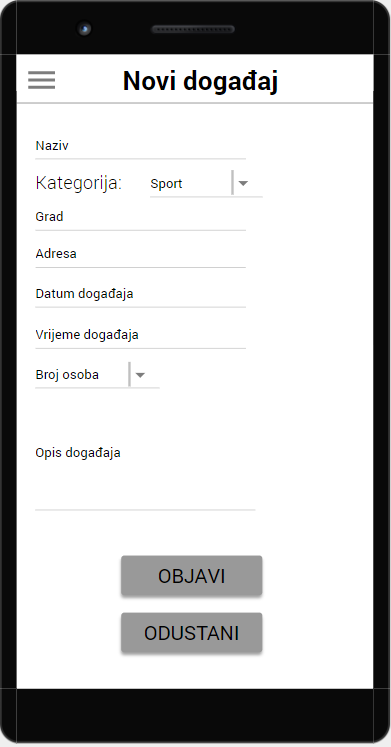 Novi događaj
Naziv
Kategorija: Sport
Grad
Adresa
Datum događaja
Vrijeme događaja
Broj osoba
Opis događaja
OBJAVI
ODUSTANI